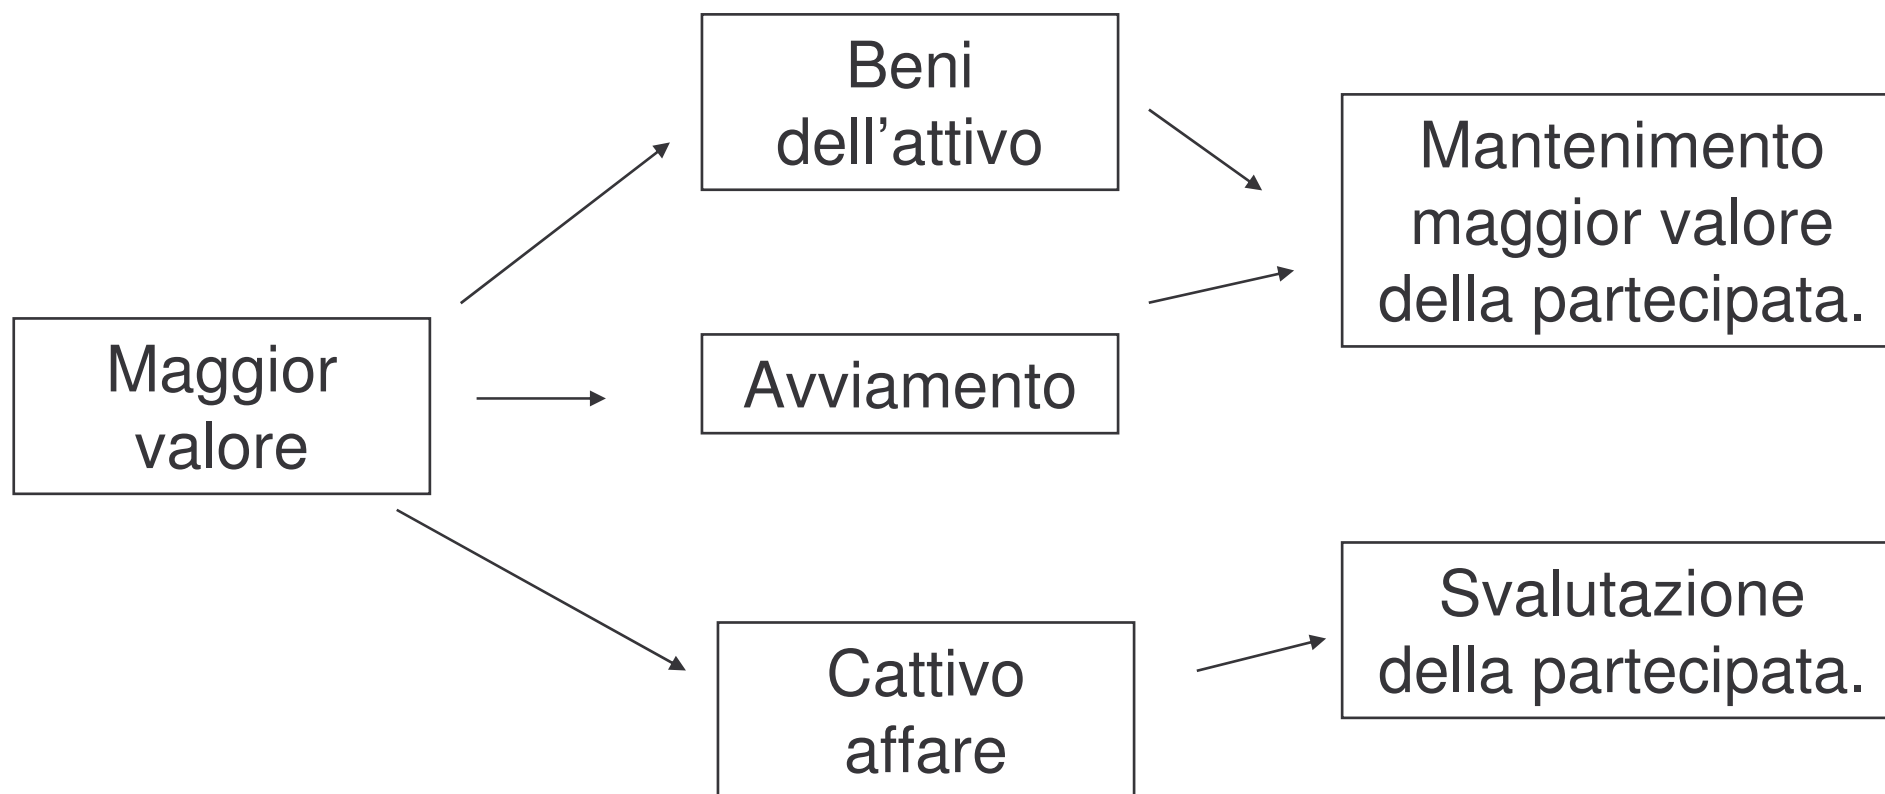 Beni
dell'attivo
Mantenimento
maggior valore
della partecipata.
Maggior
valore
Avviamento
Svalutazione
della partecipata.
Cattivo
affare